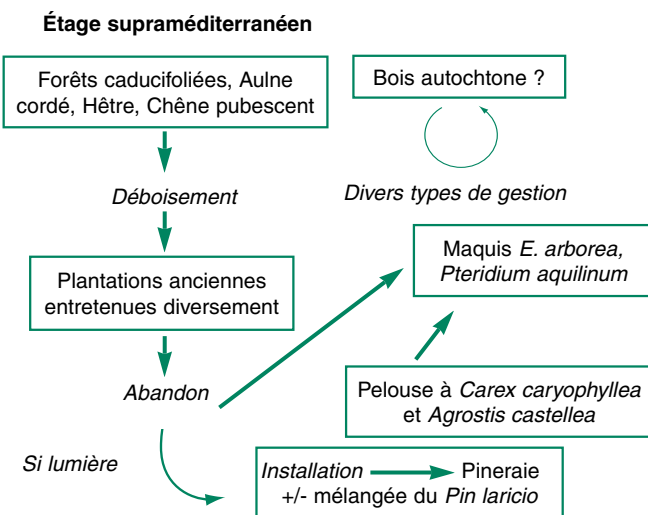 Étage supraméditerranéen
Forêts caducifoliées, Aulne
cordé, Hêtre, Chêne pubescent
Bois autochtone ?
Déboisement
Divers types de gestion
Plantations anciennes
entretenues diversement
Maquis E. arborea,
Pteridium aquilinum
Abandon
Pelouse à Carex caryophyllea
et Agrostis castellea
Si lumière
Installation Pineraie
+/- mélangée du Pin laricio